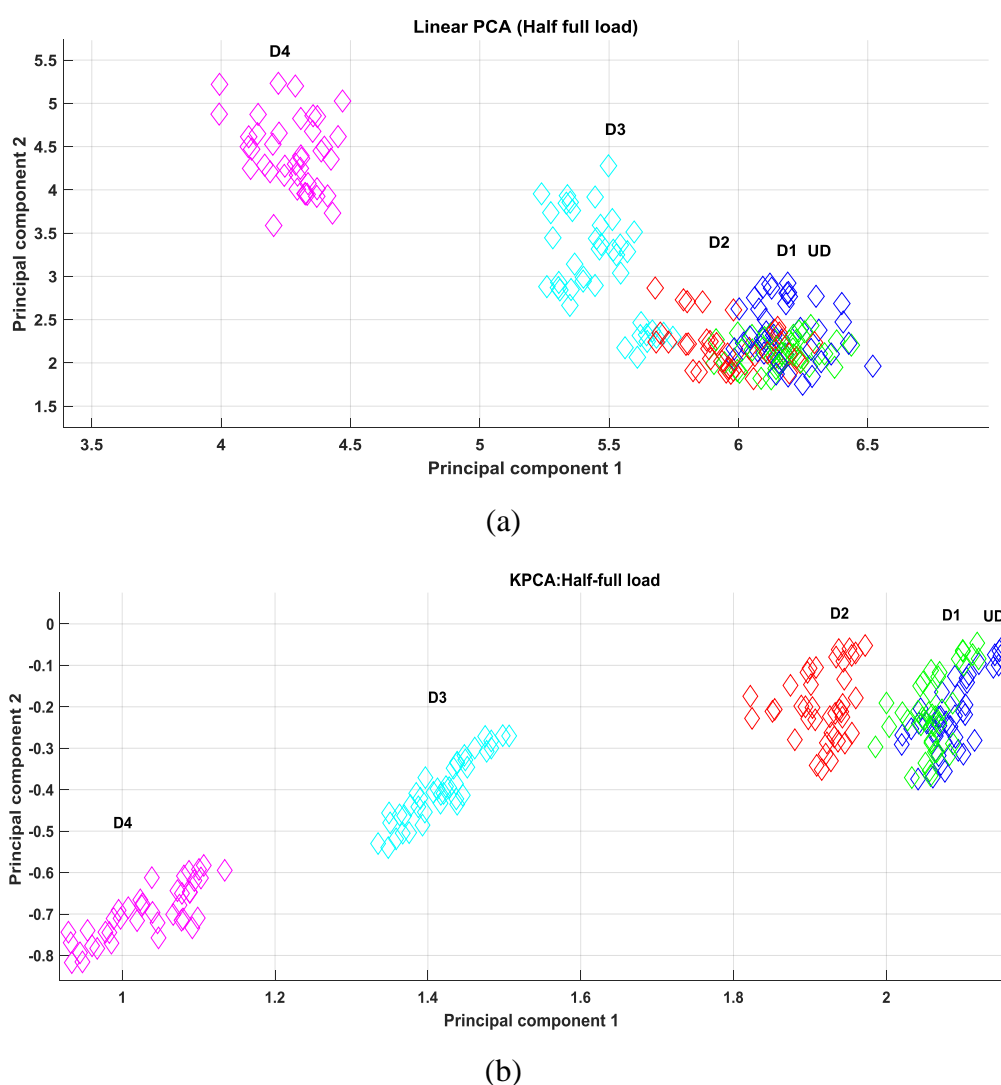 Linear PCA (Half full load)
D4
D3
D2
D1 UD
5.5
5
4.5
4
3.5
3
2.5
2
1.5
Principal component 2
3.5 4 4.5 5 5.5 6 6.5
Principal component 1
(a)
KPCA:Half-full load
D2 D1 UD
D3
D4
0
-0.1
-0.2
-0.3
-0.4
-0.5
-0.6
-0.7
-0.8
Principal component 2
1 1.2 1.4 1.6 1.8 2
Principal component 1
(b)